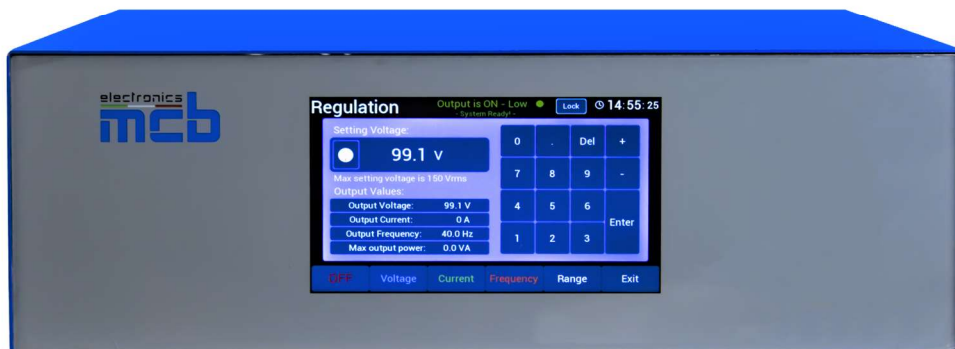 electronics
mcb
Regulation
Output is ON - Low
- System Ready! -
Lock
14:55:25
Setting Voltage:
99.1 V
Max setting voltage is 150 Vrms
Output Values:
Output Voltage: 99.1 V
Output Current: 0 A
Output Frequency: 40.0 Hz
Max output power: 0.0 VA
0 . Del +
7 8 9 -
4 5 6
Enter
1 2 3
OFF Voltage Current Frequency Range Exit